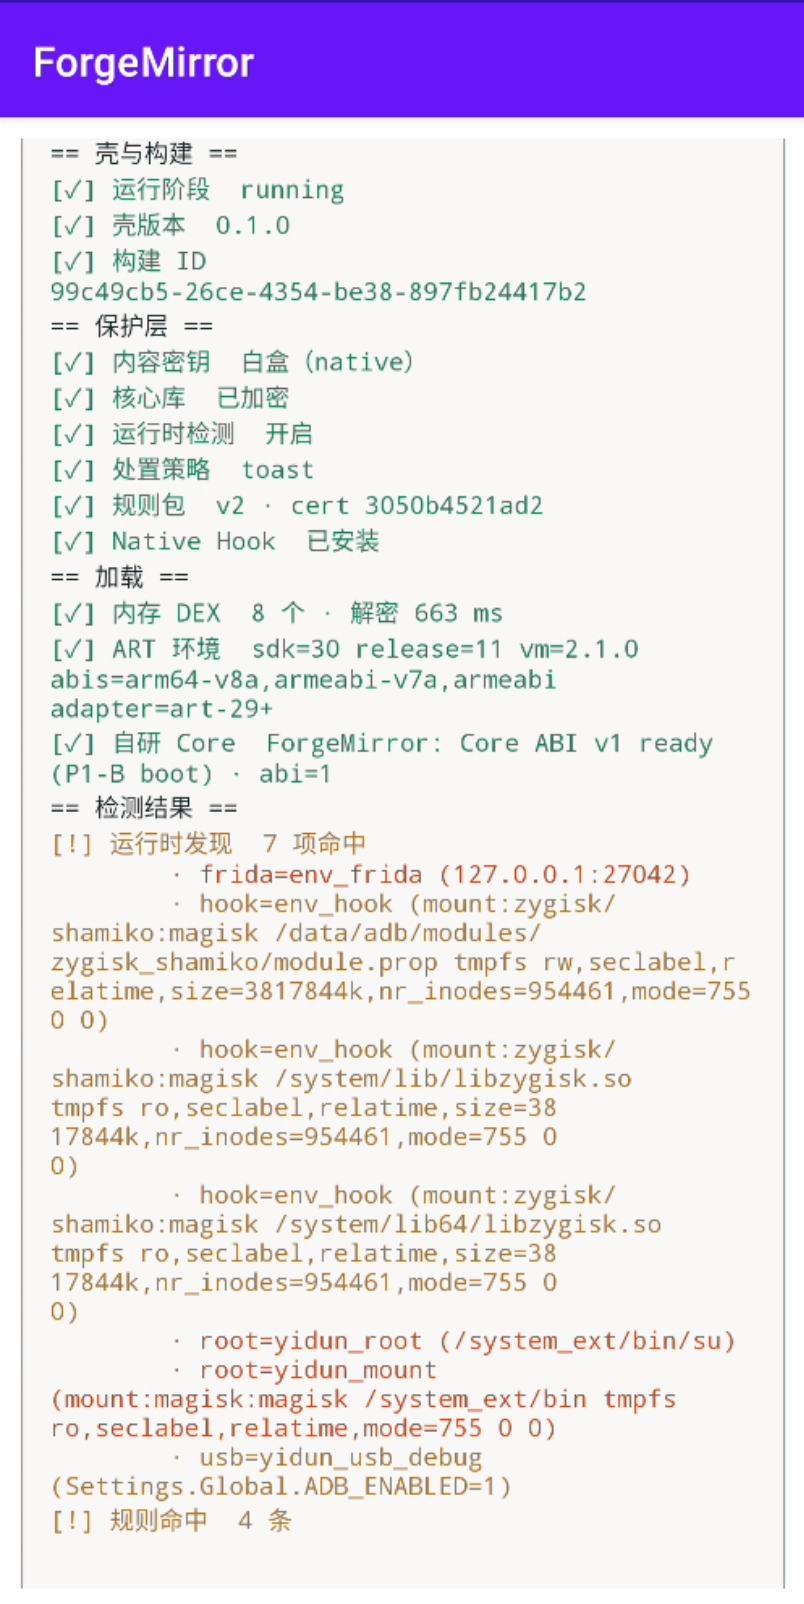 ForgeMirror
== 壳与构建 ==
[✓] 运行阶段  running
[✓] 壳版本  0.1.0
[✓] 构建 ID
99c49cb5-26ce-4354-be38-897fb24417b2
== 保护层 ==
[✓] 内容密钥  白盒（native）
[✓] 核心库  已加密
[✓] 运行时检测  开启
[✓] 处置策略  toast
[✓] 规则包  v2 · cert 3050b4521ad2
[✓] Native Hook  已安装
== 加载 ==
[✓] 内存 DEX  8 个 · 解密 663 ms
[✓] ART 环境  sdk=30 release=11 vm=2.1.0
abis=arm64-v8a,armeabi-v7a,armeabi
adapter=art-29+
[✓] 自研 Core  ForgeMirror: Core ABI v1 ready
(P1-B boot) · abi=1
== 检测结果 ==
[!] 运行时发现  7 项命中
· frida=env_frida (127.0.0.1:27042)
· hook=env_hook (mount:zygisk/
shamiko:magisk /data/adb/modules/
zygisk_shamiko/module.prop tmpfs rw,seclabel,r
elatime,size=3817844k,nr_inodes=954461,mode=755
0 0)
· hook=env_hook (mount:zygisk/
shamiko:magisk /system/lib/libzygisk.so
tmpfs ro,seclabel,relatime,size=38
17844k,nr_inodes=954461,mode=755 0
0)
· hook=env_hook (mount:zygisk/
shamiko:magisk /system/lib64/libzygisk.so
tmpfs ro,seclabel,relatime,size=38
17844k,nr_inodes=954461,mode=755 0
0)
· root=yidun_root (/system_ext/bin/su)
· root=yidun_mount
(mount:magisk:magisk /system_ext/bin tmpfs
ro,seclabel,relatime,mode=755 0 0)
· usb=yidun_usb_debug
(Settings.Global.ADB_ENABLED=1)
[!] 规则命中  4 条